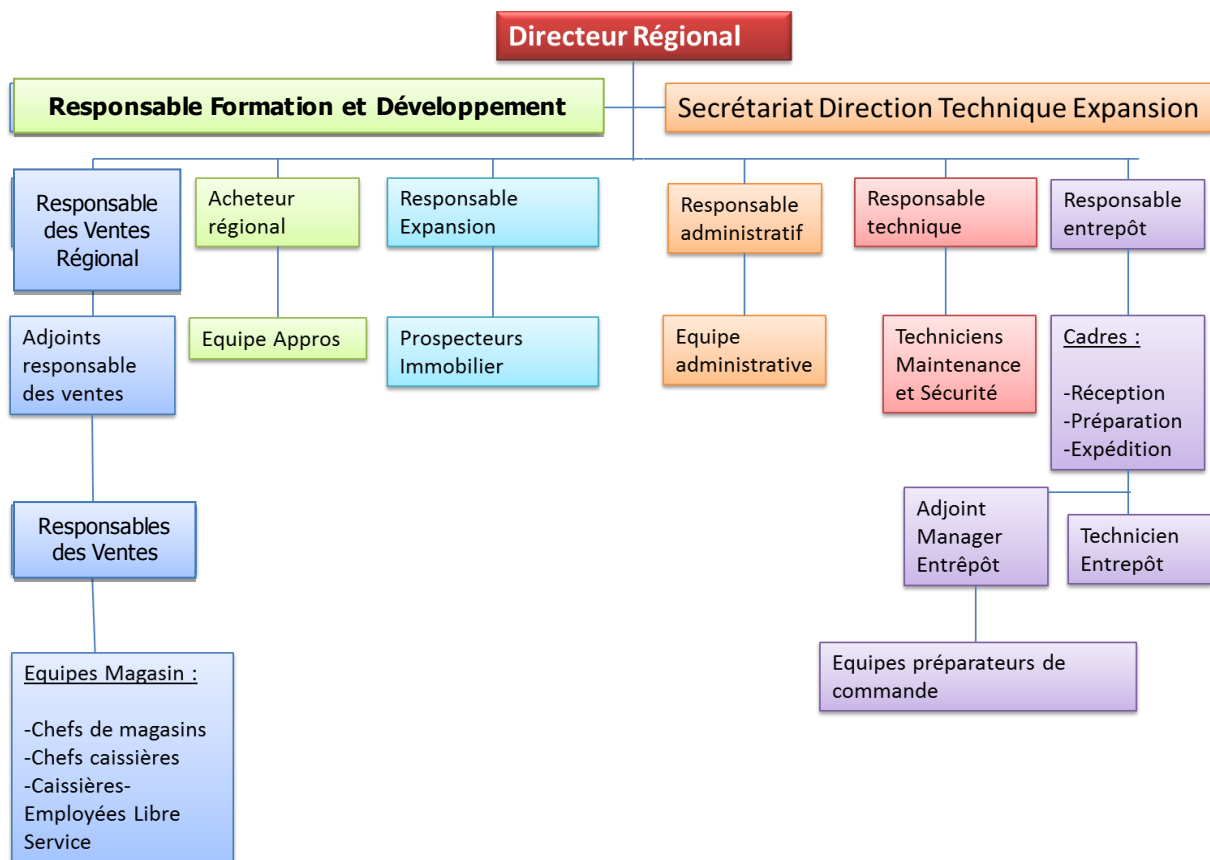 Directeur Régional
Responsable Formation et Développement
Secrétariat Direction Technique Expansion
Responsable
des Ventes
Régional
Acheteur
régional
Responsable
Expansion
Responsable
administratif
Responsable
technique
Responsable
entrepôt
Adjoints
responsable
des ventes
Equipe Appros
Prospecteurs
Immobilier
Equipe
administrative
Techniciens
Maintenance
et Sécurité
Cadres :
-Réception
-Préparation
-Expédition
Responsables
des Ventes
Adjoint
Manager
Entrêpôt
Technicien
Entrepôt
Equipes préparateurs de
commande
Equipes Magasin :
-Chefs de magasins
-Chefs caissières
-Caissières-
Employées Libre
Service